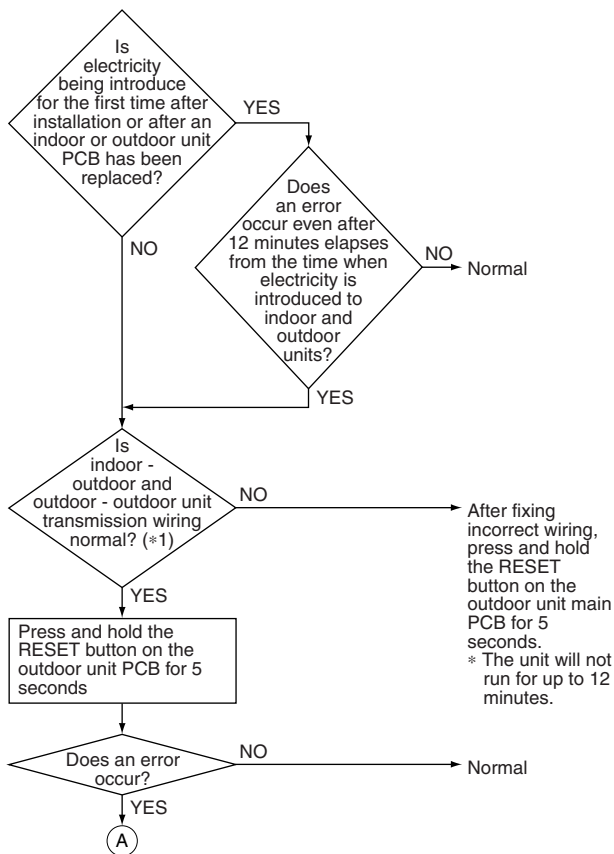 Is
electricity
being introduce
for the first time after
installation or after an
indoor or outdoor unit
PCB has been
replaced?
YES
NO
Does
an error
occur even after
12 minutes elapses
from the time when
electricity is
introduced to
indoor and
outdoor
units?
NO
Normal
YES
Is
indoor -
outdoor and
outdoor - outdoor unit
transmission wiring
normal? (*1)
NO
After fixing
incorrect wiring,
press and hold
the RESET
button on the
outdoor unit main
PCB for 5
seconds.
* The unit will not
run for up to 12
minutes.
YES
Press and hold the
RESET button on the
outdoor unit PCB for 5
seconds
Does an error
occur?
NO
Normal
YES
A